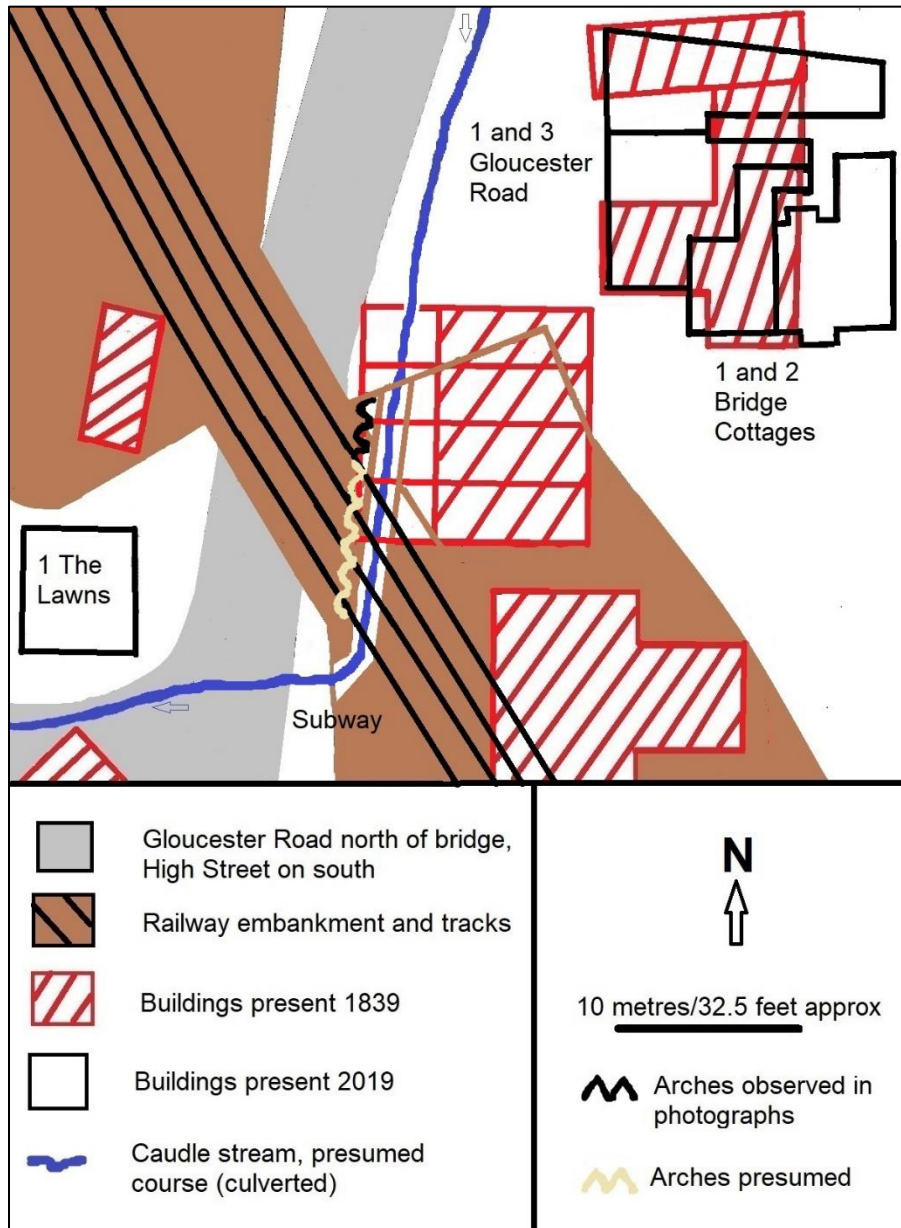 1 and 3
Gloucester
Road
1 and 2
Bridge
Cottages
1 The
Lawns
Subway
Gloucester Road north of bridge,
High Street on south
Railway embankment and tracks
Buildings present 1839
Buildings present 2019
Caudle stream, presumed
course (culverted)
N
10 metres/32.5 feet approx
Arches observed in
photographs
Arches presumed